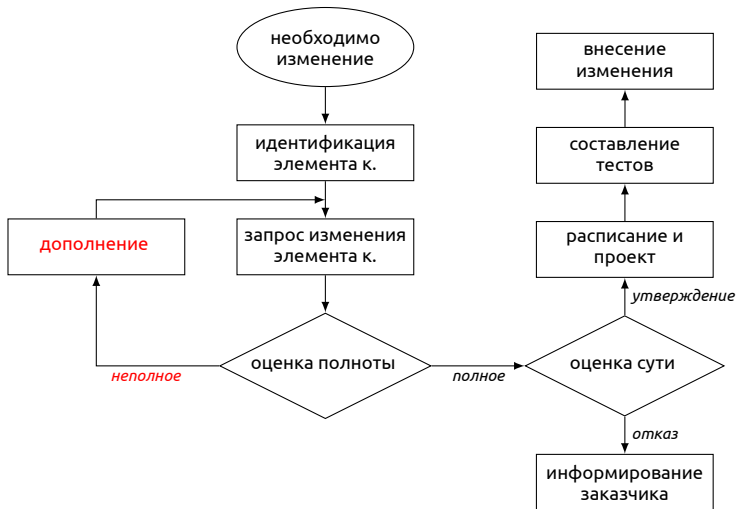 необходимо
изменение
идентификация
элемента к.
дополнение
запрос изменения
элемента к.
оценка полноты
неполное
полное
внесение
изменения
составление
тестов
расписание и
проект
утверждение
оценка сути
отказ
информирование
заказчика